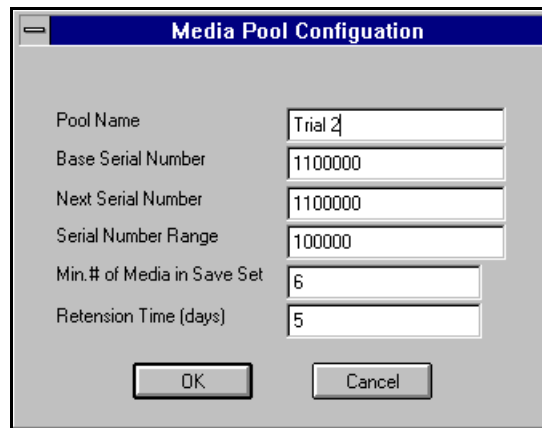 Media Pool Configuation
Pool Name Trial 2
Base Serial Number 1100000
Next Serial Number 1100000
Serial Number Range 100000
Min.# of Media in Save Set 6
Retension Time (days) 5
OK Cancel